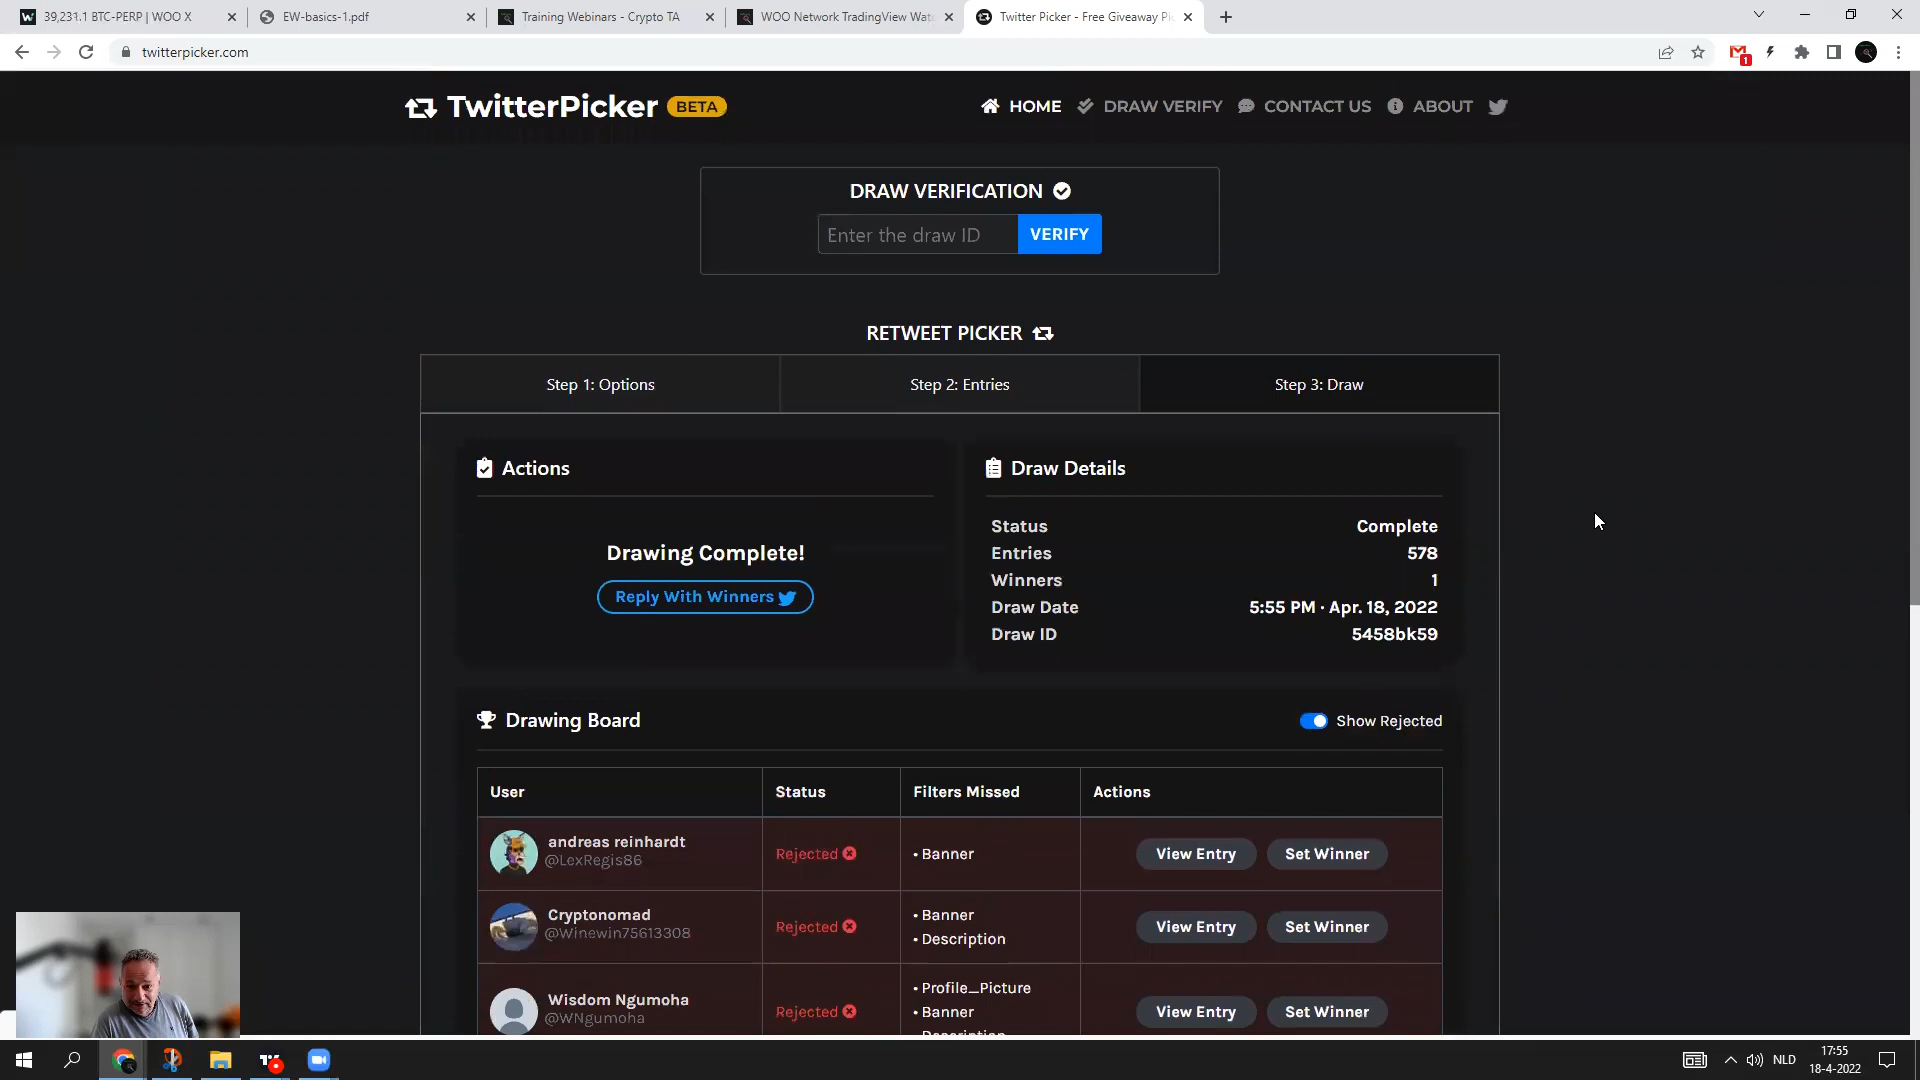 39,231.1 BTC-PERP | WOO X
EW-basics-1.pdf
Training Webinars - Crypto TA
WOO Network TradingView Wat
Twitter Picker - Free Giveaway Pi
twitterpicker.com
1
TwitterPicker BETA
HOME
DRAW VERIFY
CONTACT US
ABOUT
DRAW VERIFICATION
Enter the draw ID
VERIFY
RETWEET PICKER
Step 1: Options
Step 2: Entries
Step 3: Draw
Actions
Drawing Complete!
Reply With Winners
Draw Details
Status Complete
Entries 578
Winners 1
Draw Date 5:55 PM · Apr. 18, 2022
Draw ID 5458bk59
Drawing Board
Show Rejected
User Status Filters Missed Actions
andreas reinhardt
@LexRegis86
Rejected
• Banner
View Entry
Set Winner
Cryptonomad
@Winewin75613308
Rejected
• Banner
• Description
View Entry
Set Winner
Wisdom Ngumoha
@WNgumoha
Rejected
• Profile_Picture
• Banner
• Description
View Entry
Set Winner
NLD
17:55
18-4-2022